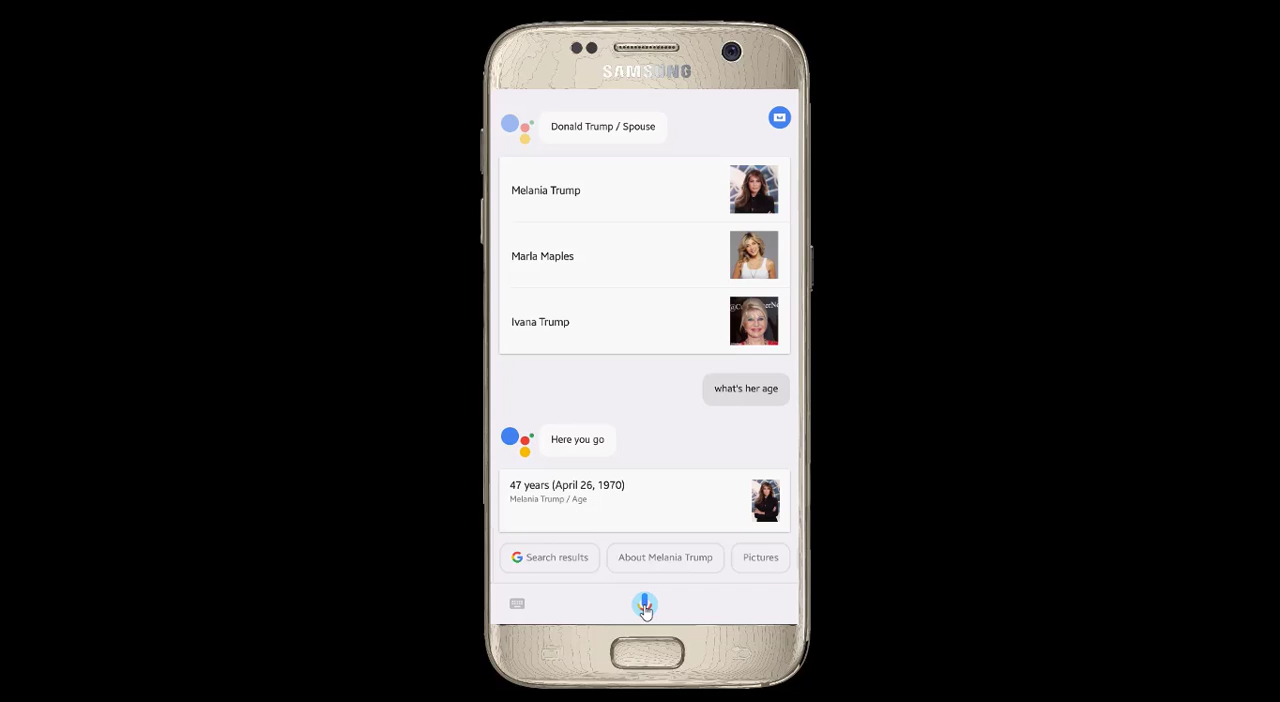 SAMSUNG
Donald Trump / Spouse
Melania Trump
Marla Maples
Ivana Trump
what's her age
Here you go
47 years (April 26, 1970)
Melania Trump / Age
Search results
About Melania Trump
Pictures